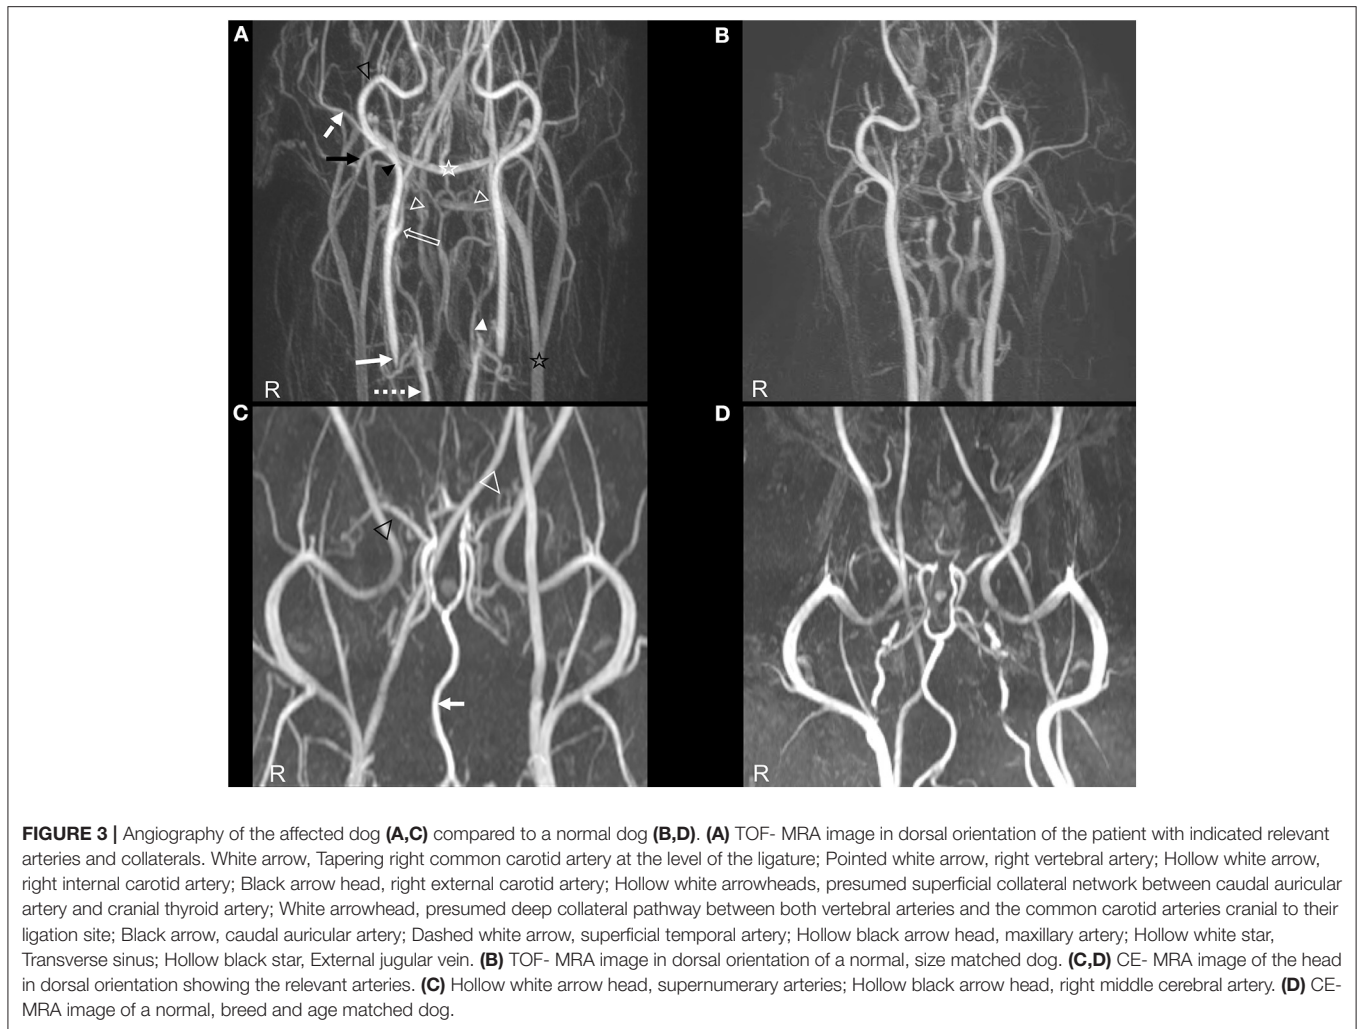 A
B
R
R
C
D
R
R
FIGURE 3 | Angiography of the affected dog (A,C) compared to a normal dog (B,D). (A) TOF- MRA image in dorsal orientation of the patient with indicated relevant
arteries and collaterals. White arrow, Tapering right common carotid artery at the level of the ligature; Pointed white arrow, right vertebral artery; Hollow white arrow,
right internal carotid artery; Black arrow head, right external carotid artery; Hollow white arrowheads, presumed superficial collateral network between caudal auricular
artery and cranial thyroid artery; White arrowhead, presumed deep collateral pathway between both vertebral arteries and the common carotid arteries cranial to their
ligation site; Black arrow, caudal auricular artery; Dashed white arrow, superficial temporal artery; Hollow black arrow head, maxillary artery; Hollow white star,
Transverse sinus; Hollow black star, External jugular vein. (B) TOF- MRA image in dorsal orientation of a normal, size matched dog. (C,D) CE- MRA image of the head
in dorsal orientation showing the relevant arteries. (C) Hollow white arrow head, supernumerary arteries; Hollow black arrow head, right middle cerebral artery. (D) CE-
MRA image of a normal, breed and age matched dog.